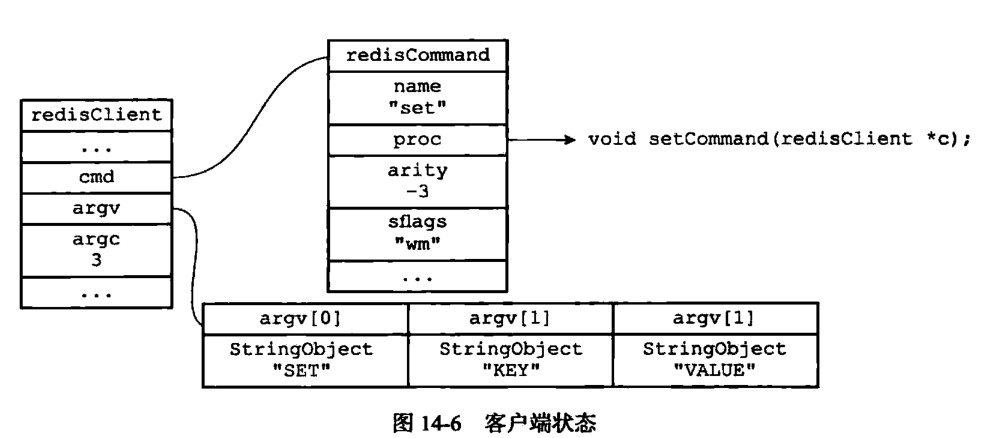 redisCommand
name
"set"
proc
void setCommand(redisClient *c);
arity
-3
sflags
"wm"
...
redisClient
...
cmd
argv
argc
3
...
argv[0]
argv[1]
argv[1]
StringObject
"SET"
StringObject
"KEY"
StringObject
"VALUE"
图 14-6 客户端状态